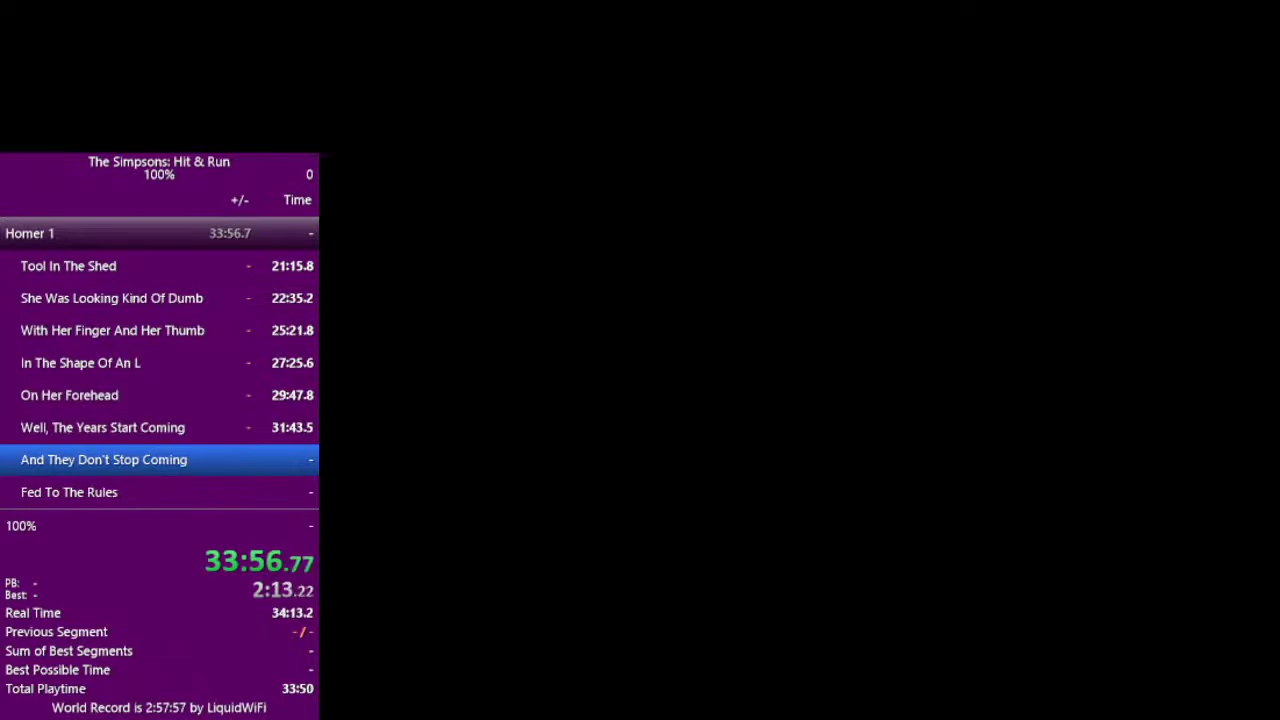 The Simpsons: Hit & Run
100% 0
+/- Time
Homer 1 33:56.7 -
Tool In The Shed - 21:15.8
She Was Looking Kind Of Dumb - 22:35.2
With Her Finger And Her Thumb - 25:21.8
In The Shape Of An L - 27:25.6
On Her Forehead - 29:47.8
Well, The Years Start Coming - 31:43.5
And They Don't Stop Coming -
Fed To The Rules -
100% -
33:56.77
PB: -
Best: - 2:13.22
Real Time 34:13.2
Previous Segment - / -
Sum of Best Segments -
Best Possible Time -
Total Playtime 33:50
World Record is 2:57:57 by LiquidWiFi